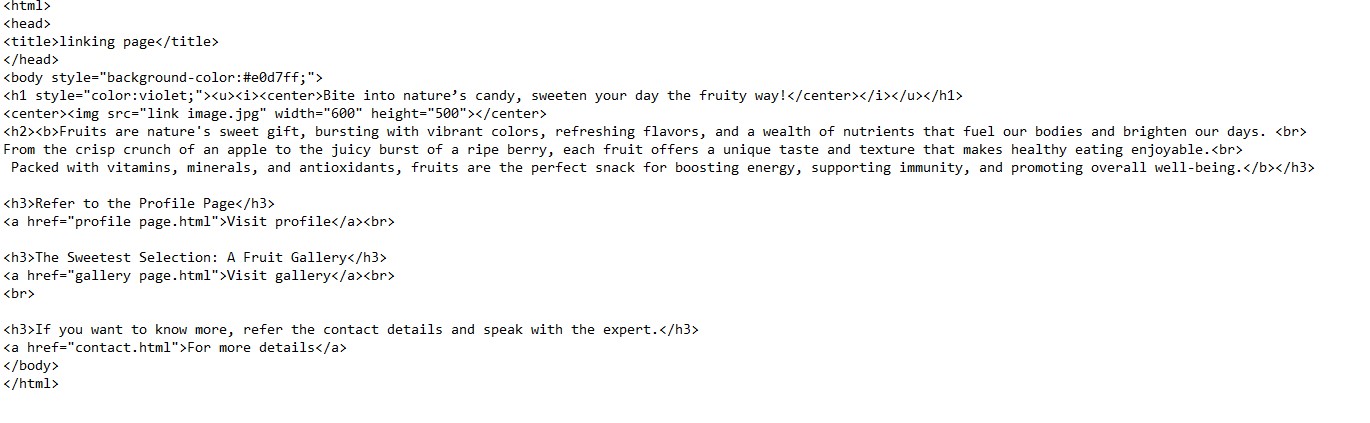 <html>
<head>
<title>linking page</title>
</head>
<body style="background-color:#e0d7ff;">
<h1 style="color:violet;"><u><i><center>Bite into nature’s candy, sweeten your day the fruity way!</center></i></u></h1>
<center><img src="link image.jpg" width="600" height="500"></center>
<h2><b>Fruits are nature's sweet gift, bursting with vibrant colors, refreshing flavors, and a wealth of nutrients that fuel our bodies and brighten our days. <br>
From the crisp crunch of an apple to the juicy burst of a ripe berry, each fruit offers a unique taste and texture that makes healthy eating enjoyable.<br>
 Packed with vitamins, minerals, and antioxidants, fruits are the perfect snack for boosting energy, supporting immunity, and promoting overall well-being.</b></h3>
<h3>Refer to the Profile Page</h3>
<a href="profile page.html">Visit profile</a><br>
<h3>The Sweetest Selection: A Fruit Gallery</h3>
<a href="gallery page.html">Visit gallery</a><br>
<br>
<h3>If you want to know more, refer the contact details and speak with the expert.</h3>
<a href="contact.html">For more details</a>
</body>
</html>